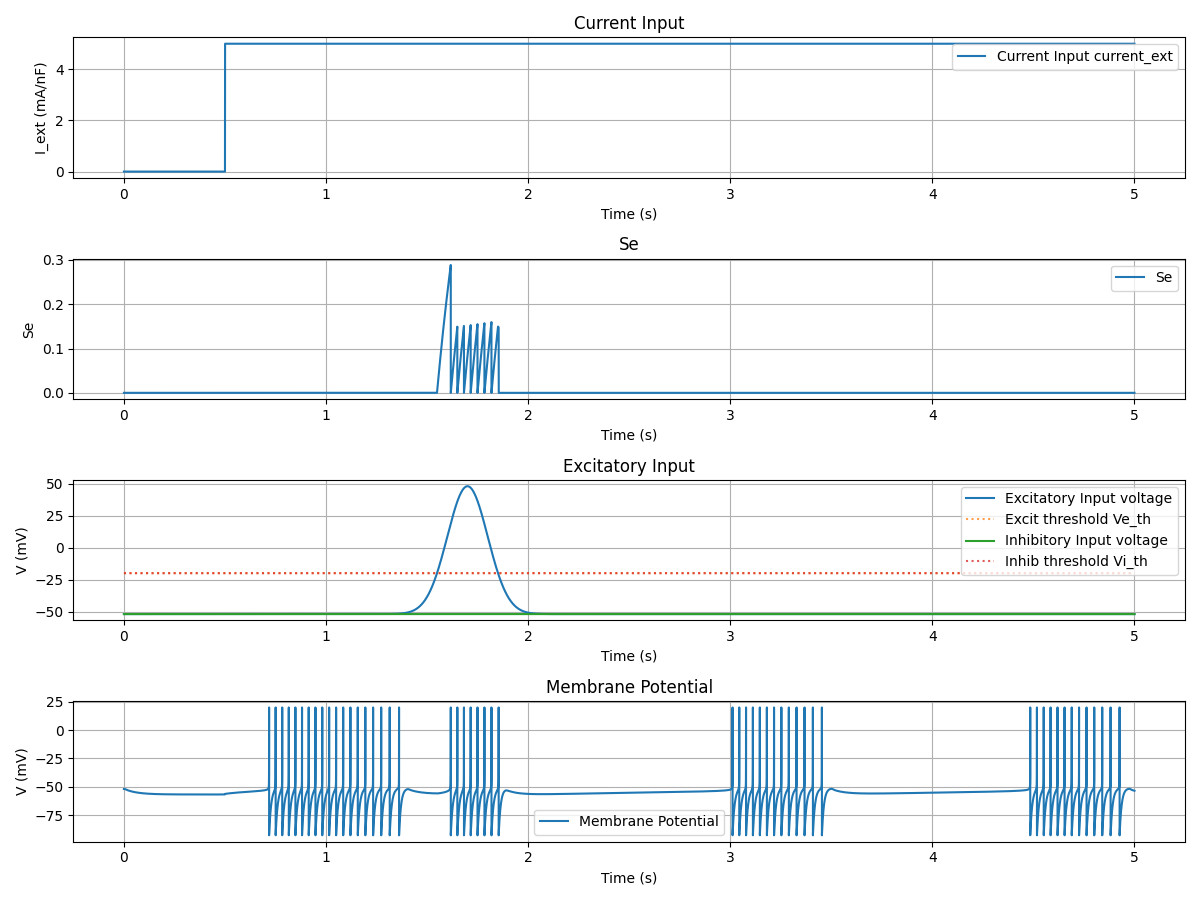 Current Input
I_ext (mA/nF)
4
2
0
Current Input current_ext
0 1 2 3 4 5
Time (s)
Se
Se
0.3
0.2
0.1
0.0
Se
0 1 2 3 4 5
Time (s)
Excitatory Input
V (mV)
50
25
0
−25
−50
Excitatory Input voltage
Excit threshold Ve_th
Inhibitory Input voltage
Inhib threshold Vi_th
0 1 2 3 4 5
Time (s)
Membrane Potential
V (mV)
25
0
−25
−50
−75
Membrane Potential
0 1 2 3 4 5
Time (s)